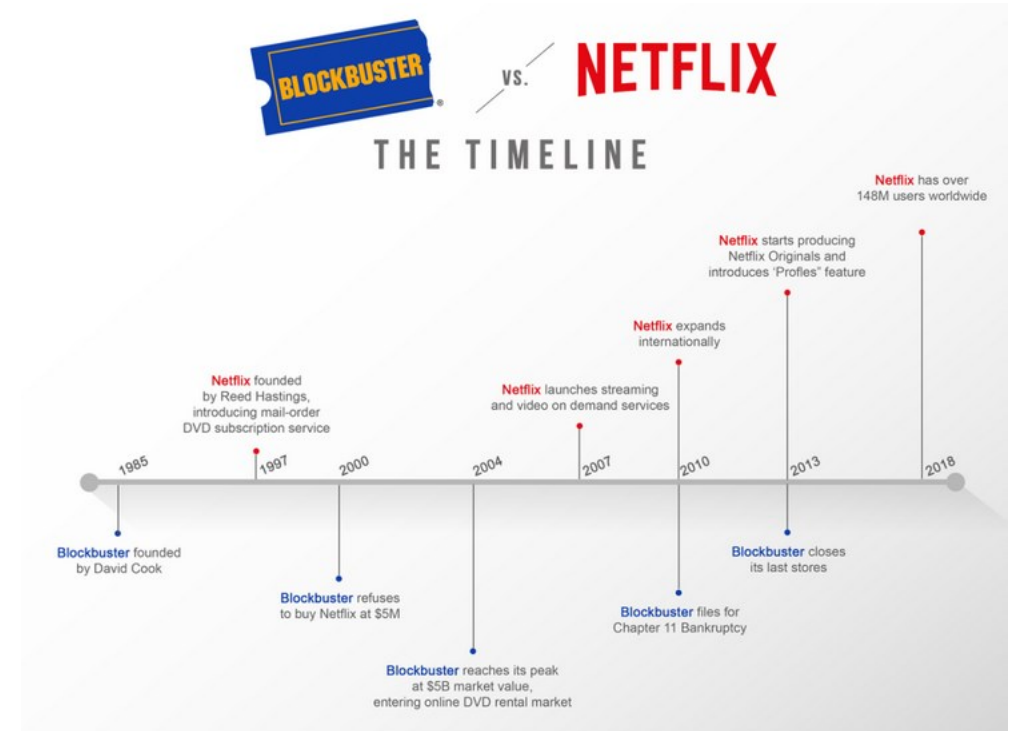 BLOCKBUSTER
®
VS.
NETFLIX
THE TIMELINE
Netflix has over
148M users worldwide
Netflix starts producing
Netflix Originals and
introduces ‘Profles” feature
Netflix expands
internationally
Netflix launches streaming
and video on demand services
Netflix founded
by Reed Hastings,
introducing mail-order
DVD subscription service
1985
1997
2000
2004
2007
2010
2013
2018
Blockbuster founded
by David Cook
Blockbuster refuses
to buy Netflix at $5M
Blockbuster reaches its peak
at $5B market value,
entering online DVD rental market
Blockbuster files for
Chapter 11 Bankruptcy
Blockbuster closes
its last stores